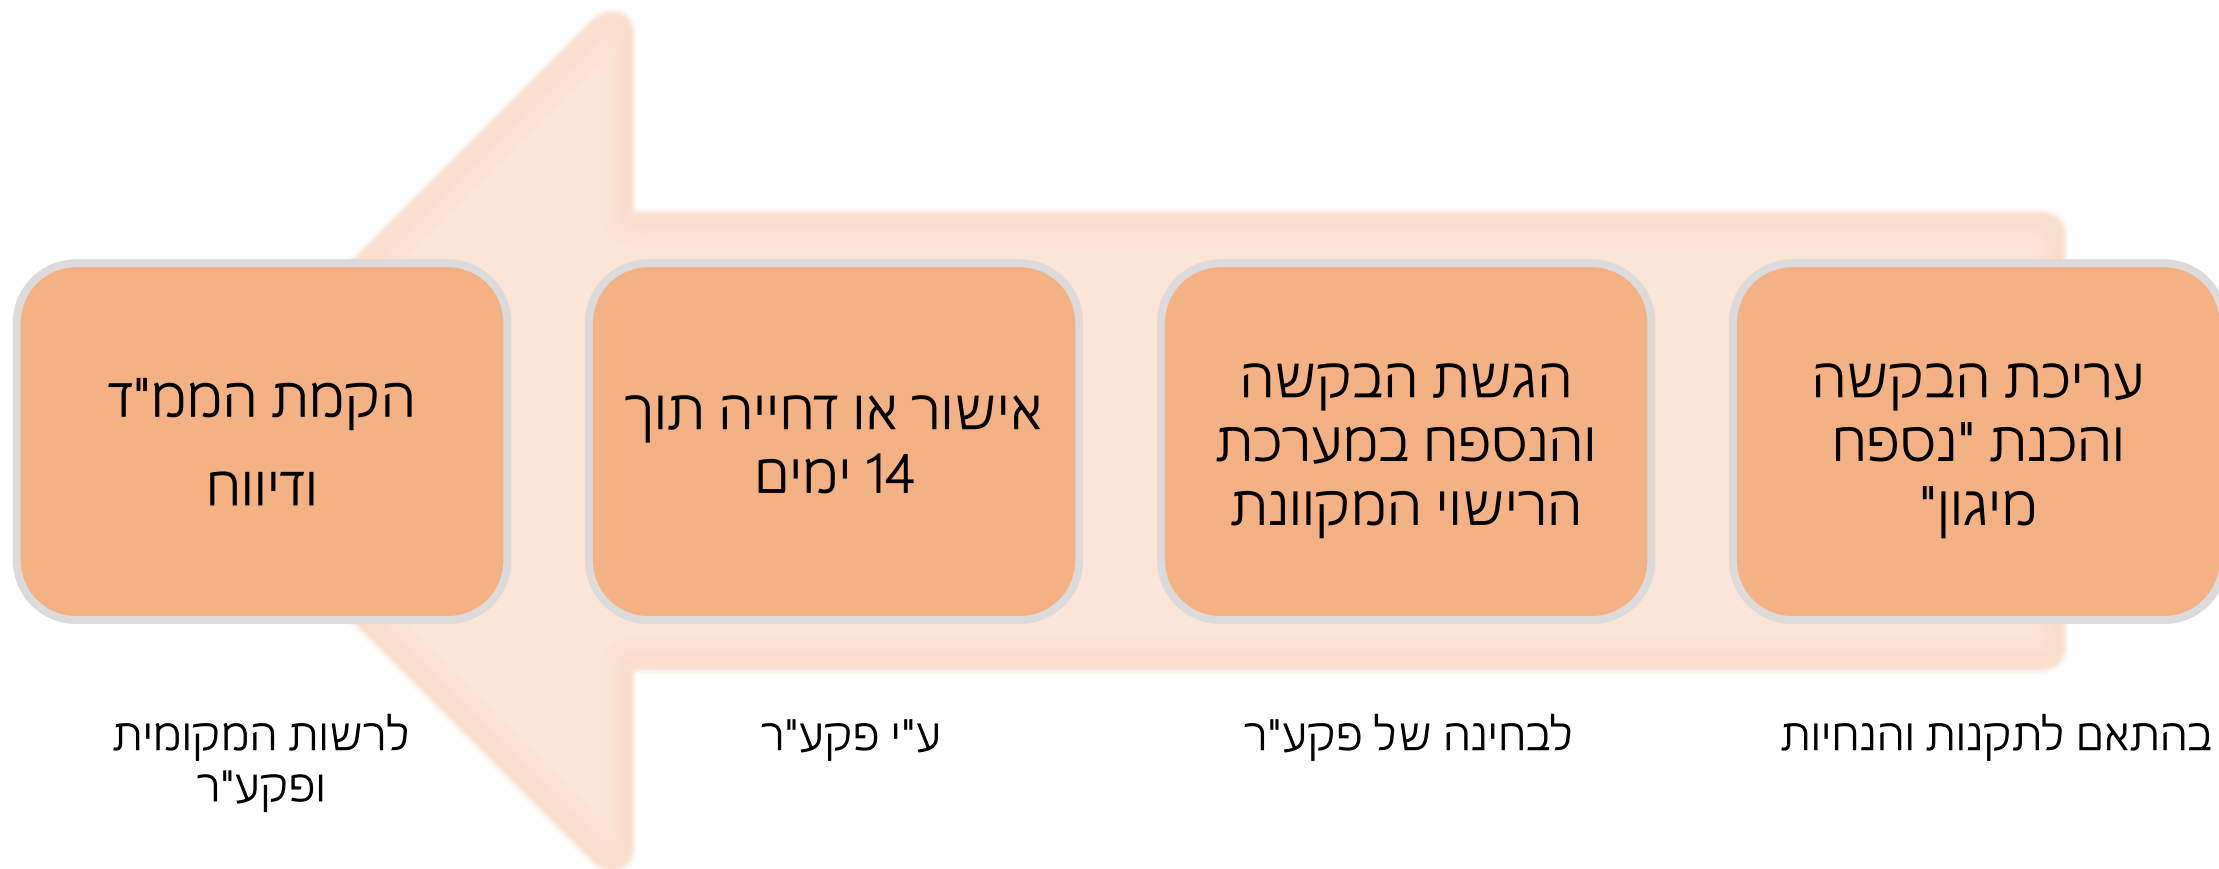 עריכת הבקשה
והכנת "נספח
מיגון"
בהתאם לתקנות והנחיות
הגשת הבקשה
והנספח במערכת
הרישוי המקוונת
לבחינה של פקע"ר
אישור או דחייה תוך
14 ימים
ע"י פקע"ר
הקמת הממ"ד
ודיווח
לרשות המקומית
ופקע"ר